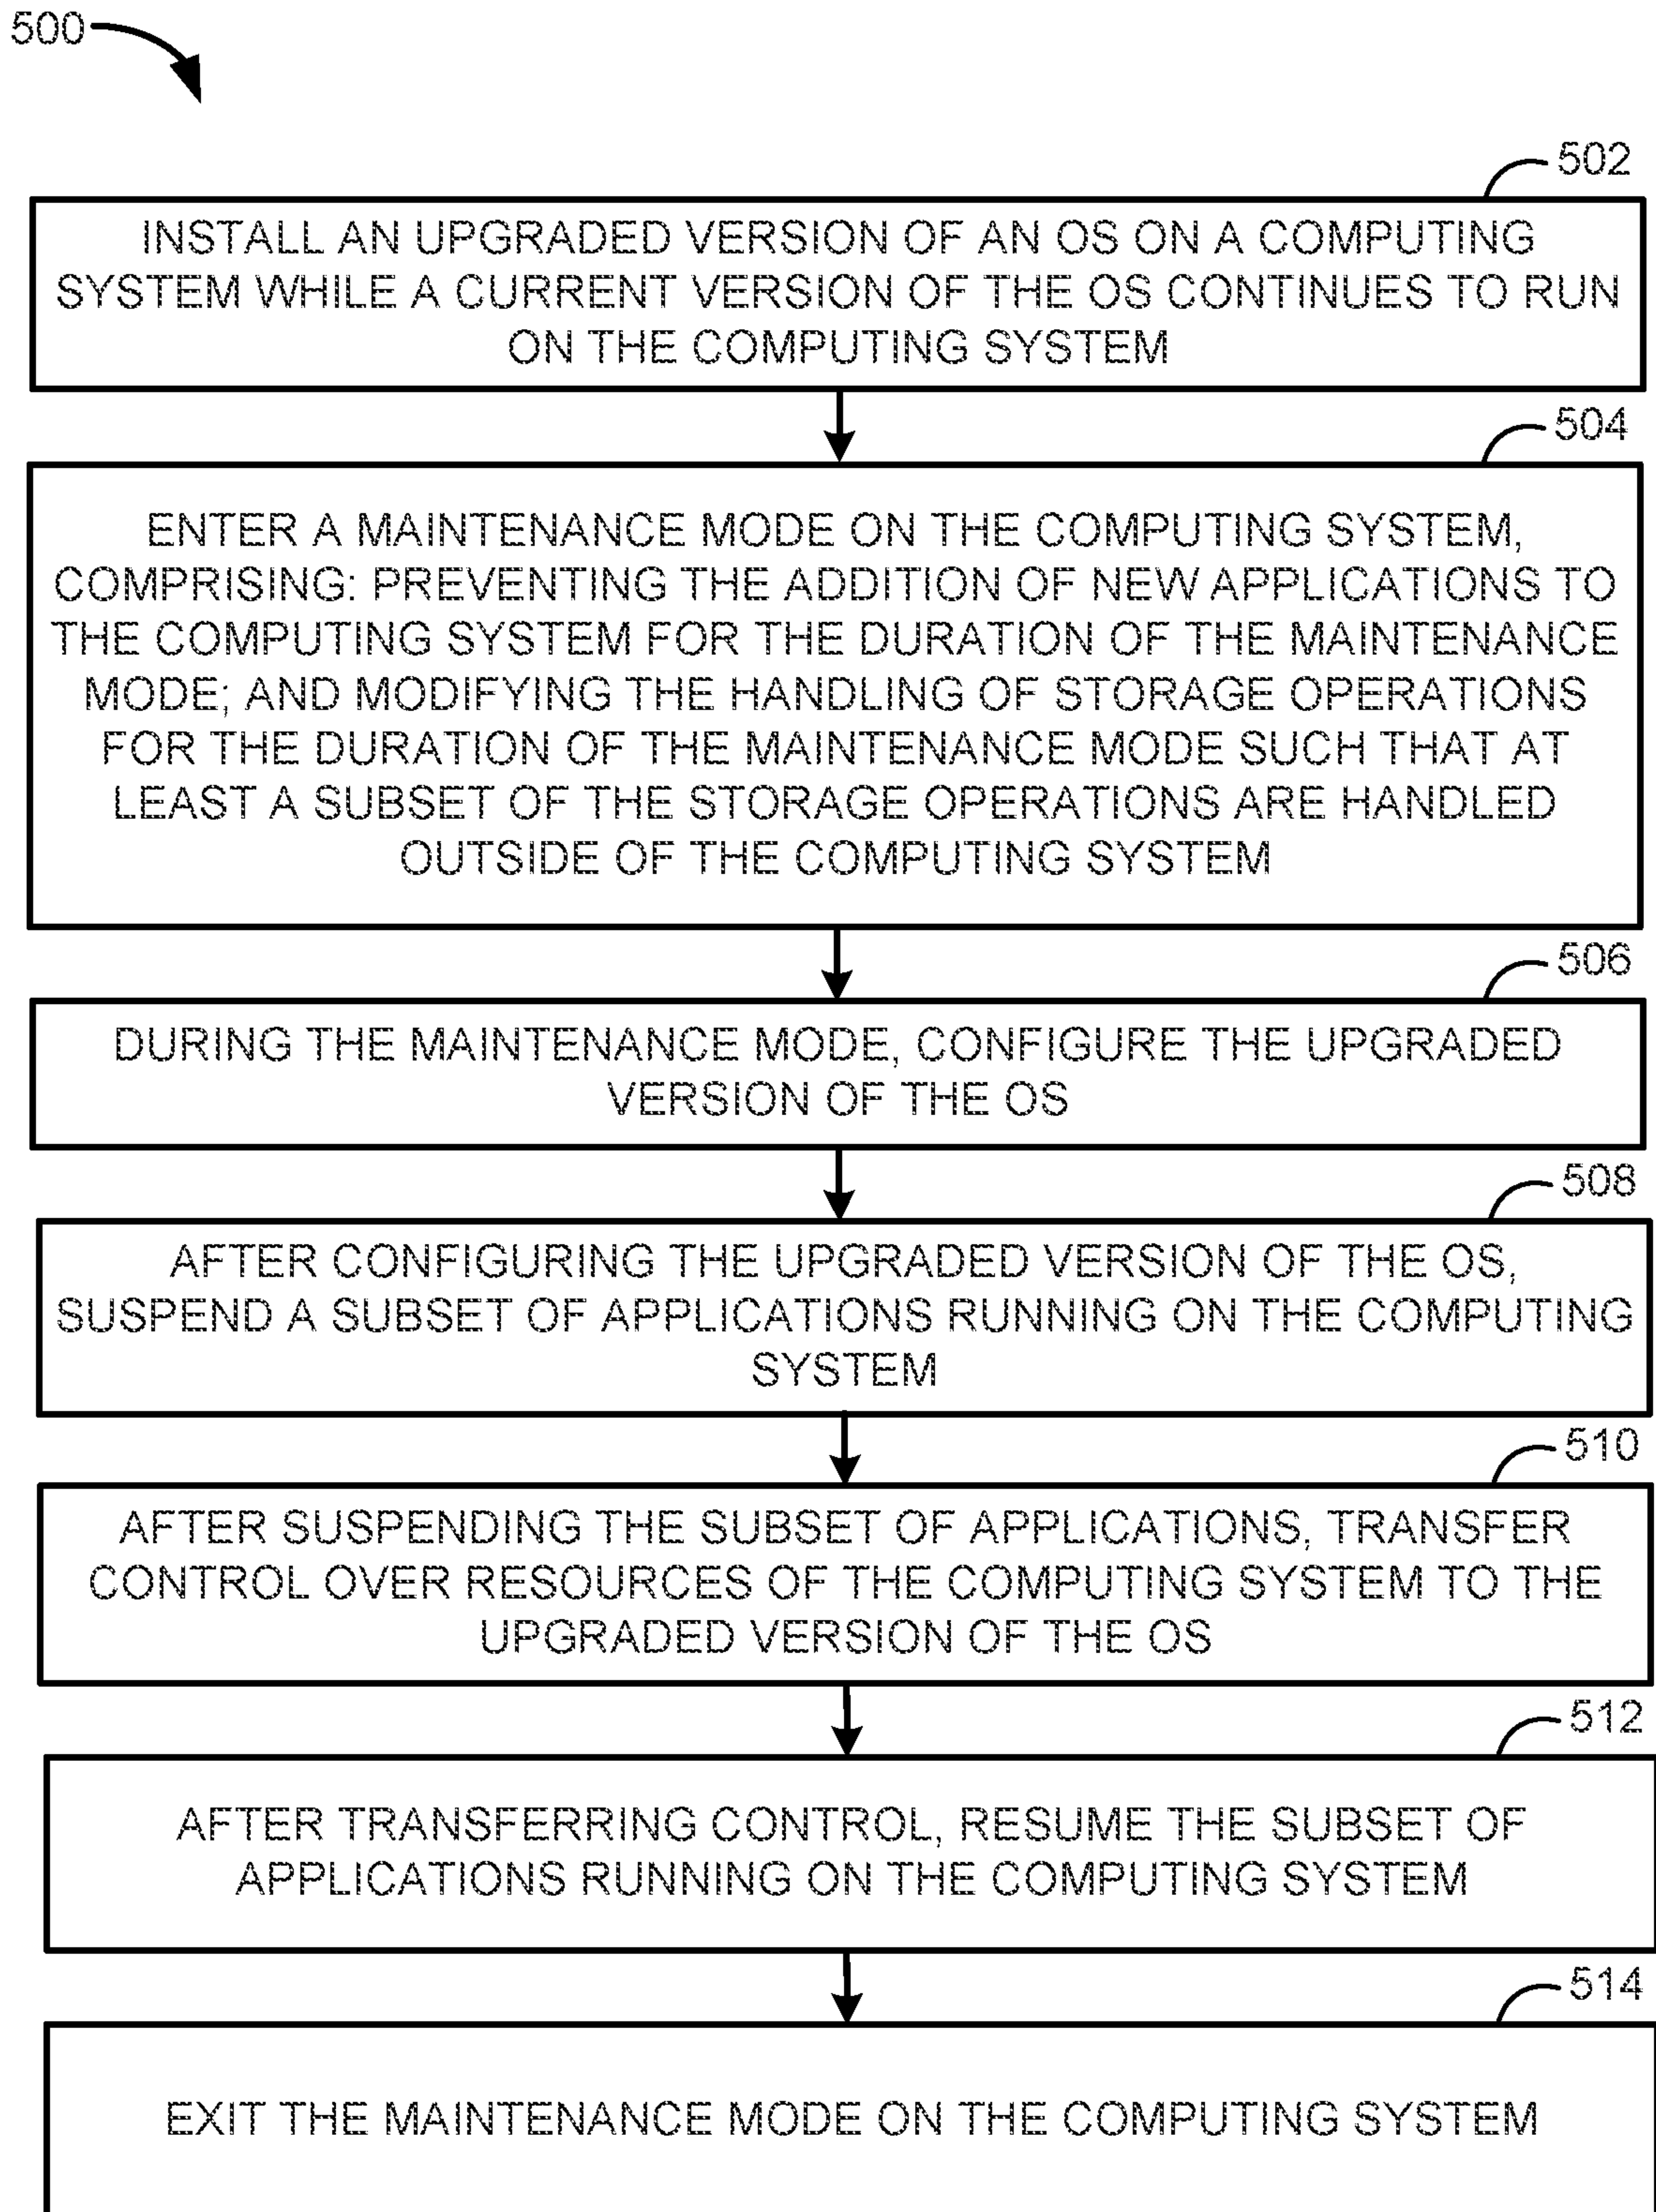 500
502
INSTALL AN UPGRADED VERSION OF AN OS ON A COMPUTING
SYSTEM WHILE A CURRENT VERSION OF THE OS CONTINUES TO RUN
ON THE COMPUTING SYSTEM
504
ENTER A MAINTENANCE MODE ON THE COMPUTING SYSTEM,
COMPRISING: PREVENTING THE ADDITION OF NEW APPLICATIONS TO
THE COMPUTING SYSTEM FOR THE DURATION OF THE MAINTENANCE
MODE; AND MODIFYING THE HANDLING OF STORAGE OPERATIONS
FOR THE DURATION OF THE MAINTENANCE MODE SUCH THAT AT
LEAST A SUBSET OF THE STORAGE OPERATIONS ARE HANDLED
OUTSIDE OF THE COMPUTING SYSTEM
506
DURING THE MAINTENANCE MODE, CONFIGURE THE UPGRADED
VERSION OF THE OS
508
AFTER CONFIGURING THE UPGRADED VERSION OF THE OS,
SUSPEND A SUBSET OF APPLICATIONS RUNNING ON THE COMPUTING
SYSTEM
510
AFTER SUSPENDING THE SUBSET OF APPLICATIONS, TRANSFER
CONTROL OVER RESOURCES OF THE COMPUTING SYSTEM TO THE
UPGRADED VERSION OF THE OS
512
AFTER TRANSFERRING CONTROL, RESUME THE SUBSET OF
APPLICATIONS RUNNING ON THE COMPUTING SYSTEM
514
EXIT THE MAINTENANCE MODE ON THE COMPUTING SYSTEM